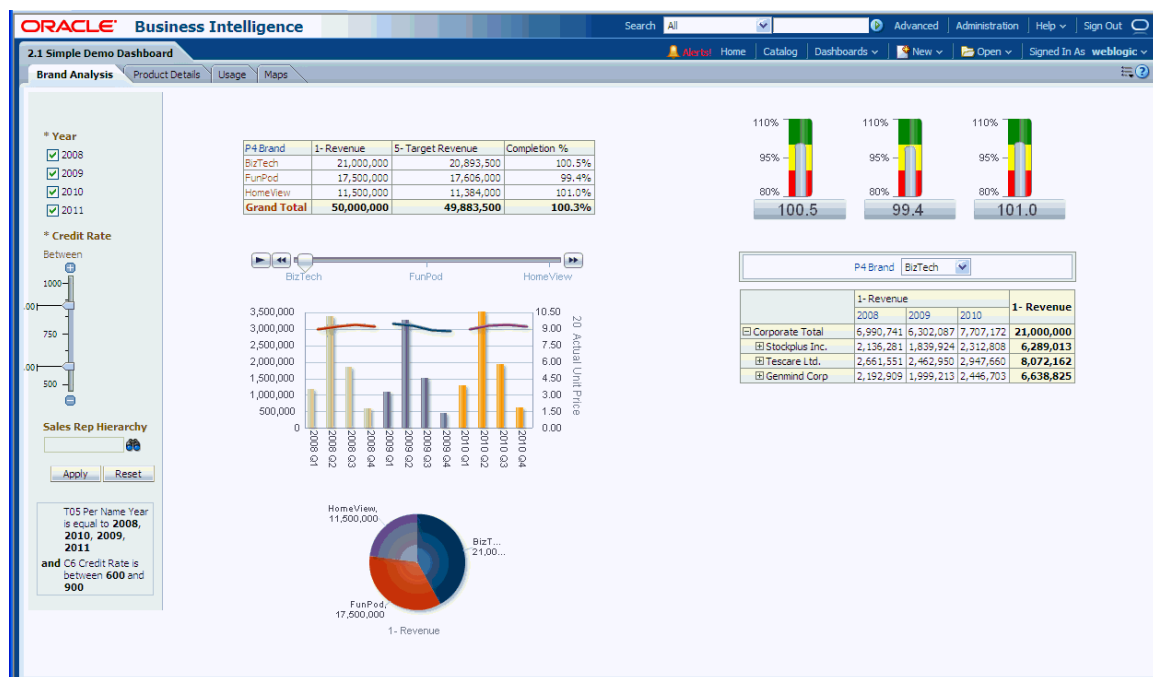 ORACLE Business Intelligence
Search All Advanced Administration Help Sign Out
2.1 Simple Demo Dashboard
Alerts! Home Catalog Dashboards New Open Signed In As weblogic
Brand Analysis Product Details Usage Maps
* Year
2008
2009
2010
2011
* Credit Rate
Between
1000
750
500
Sales Rep Hierarchy
Apply Reset
T05 Per Name Year
is equal to 2008,
2010, 2009,
2011
and C6 Credit Rate is
between 600 and
900
P4 Brand 1- Revenue 5- Target Revenue Completion %
BizTech 21,000,000 20,893,500 100.5%
FunPod 17,500,000 17,606,000 99.4%
HomeView 11,500,000 11,384,000 101.0%
Grand Total 50,000,000 49,883,500 100.3%
BizTech FunPod HomeView
3,500,000
3,000,000
2,500,000
2,000,000
1,500,000
1,000,000
500,000
0
10.50
9.00
7.50
6.00
4.50
3.00
1.50
0.00
20 Actual Unit Price
2008 Q1
2008 Q2
2008 Q3
2008 Q4
2009 Q1
2009 Q2
2009 Q3
2009 Q4
2010 Q1
2010 Q2
2010 Q3
2010 Q4
HomeView,
11,500,000
BizT...
21,00...
FunPod,
17,500,000
1- Revenue
110% 110% 110%
95% 95% 95%
80% 80% 80%
100.5 99.4 101.0
P4 Brand BizTech
1- Revenue 1- Revenue
2008 2009 2010
Corporate Total 6,990,741 6,302,087 7,707,172 21,000,000
Stockplus Inc. 2,136,281 1,839,924 2,312,808 6,289,013
Tescare Ltd. 2,661,551 2,462,950 2,947,660 8,072,162
Genmind Corp 2,192,909 1,999,213 2,446,703 6,638,825